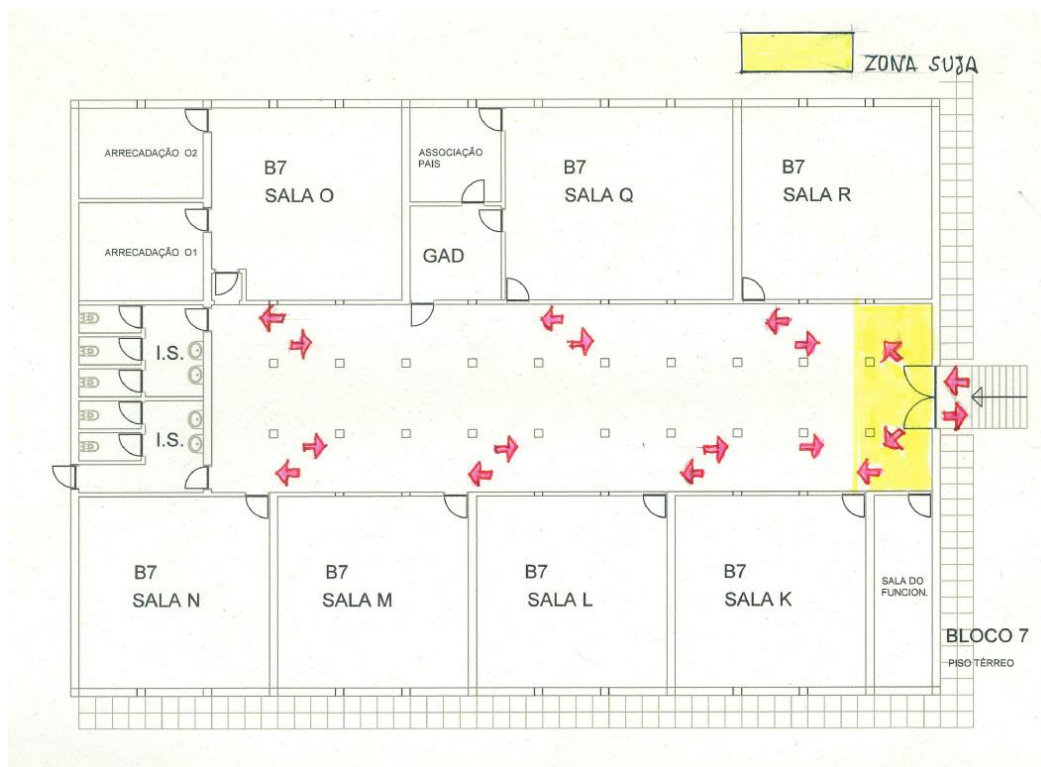 ZONA SUJA
ARRECADAÇÃO O2
B7
SALA O
ASSOCIAÇÃO
PAIS
B7
SALA Q
B7
SALA R
ARRECADAÇÃO O1
GAD
I.S.
I.S.
B7
SALA N
B7
SALA M
B7
SALA L
B7
SALA K
SALA DO
FUNCION.
BLOCO 7
PISO TÉRREO